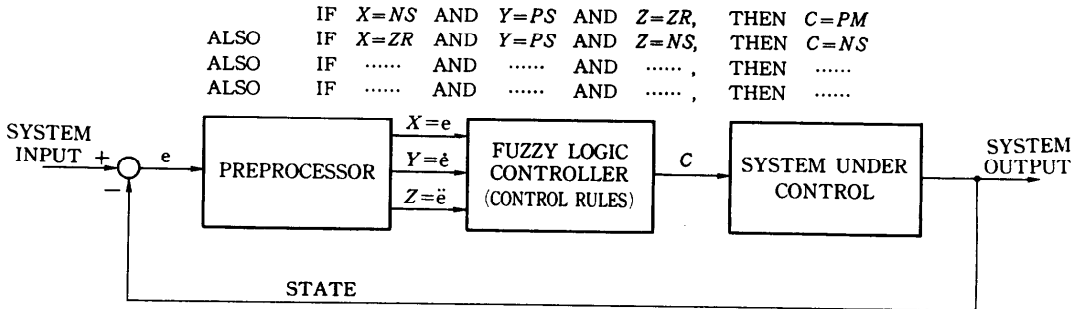 IF X=NS AND Y=PS AND Z=ZR, THEN C=PM
ALSO IF X=ZR AND Y=PS AND Z=NS, THEN C=NS
ALSO IF ...... AND ...... AND ......, THEN ......
ALSO IF ...... AND ...... AND ......, THEN ......
SYSTEM
INPUT
+
−
e
PREPROCESSOR
X=e
Y=ė
Z=ë
FUZZY LOGIC
CONTROLLER
(CONTROL RULES)
C
SYSTEM UNDER
CONTROL
SYSTEM
OUTPUT
STATE